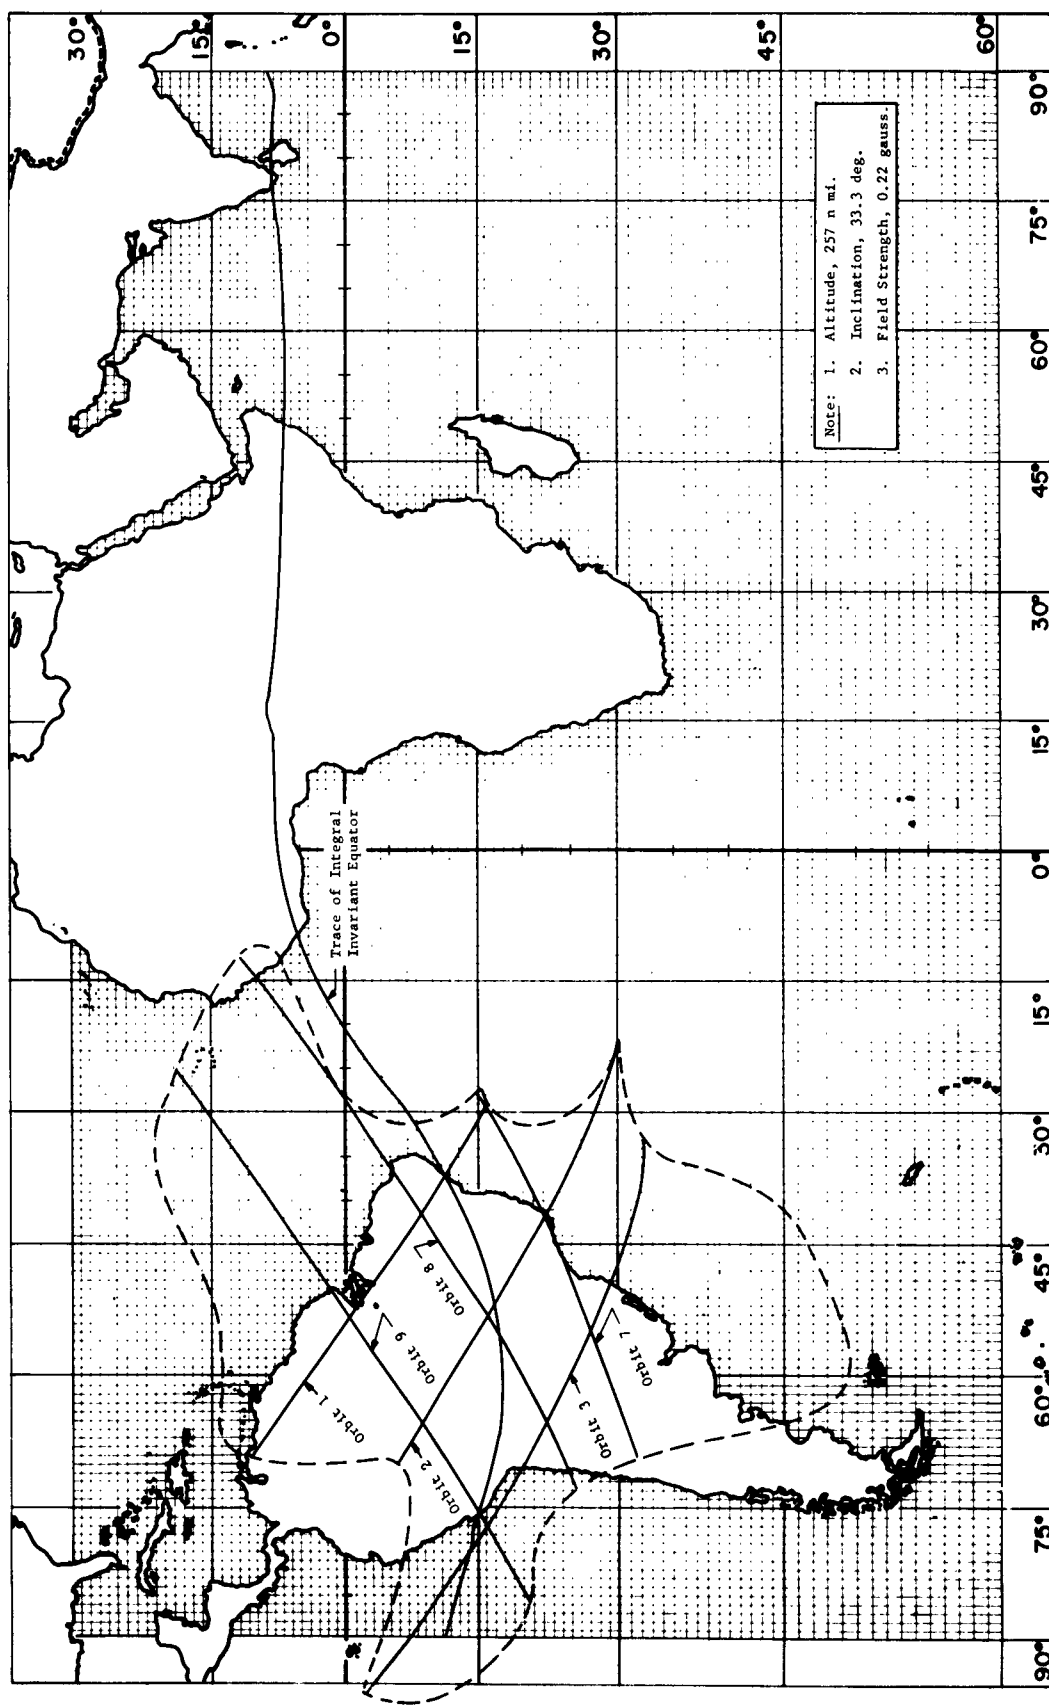 30°
15°
0°
15°
30°
45°
60°
90°
75°
60°
45°
30°
15°
0°
15°
30°
45°
60°
75°
90°
Note: 1. Altitude, 257 n mi.
2. Inclination, 33.3 deg.
3. Field Strength, 0.22 gauss.
Trace of Integral
Invariant Equator
Orbit 8
Orbit 9
Orbit 1
Orbit 2
Orbit 3
Orbit 7